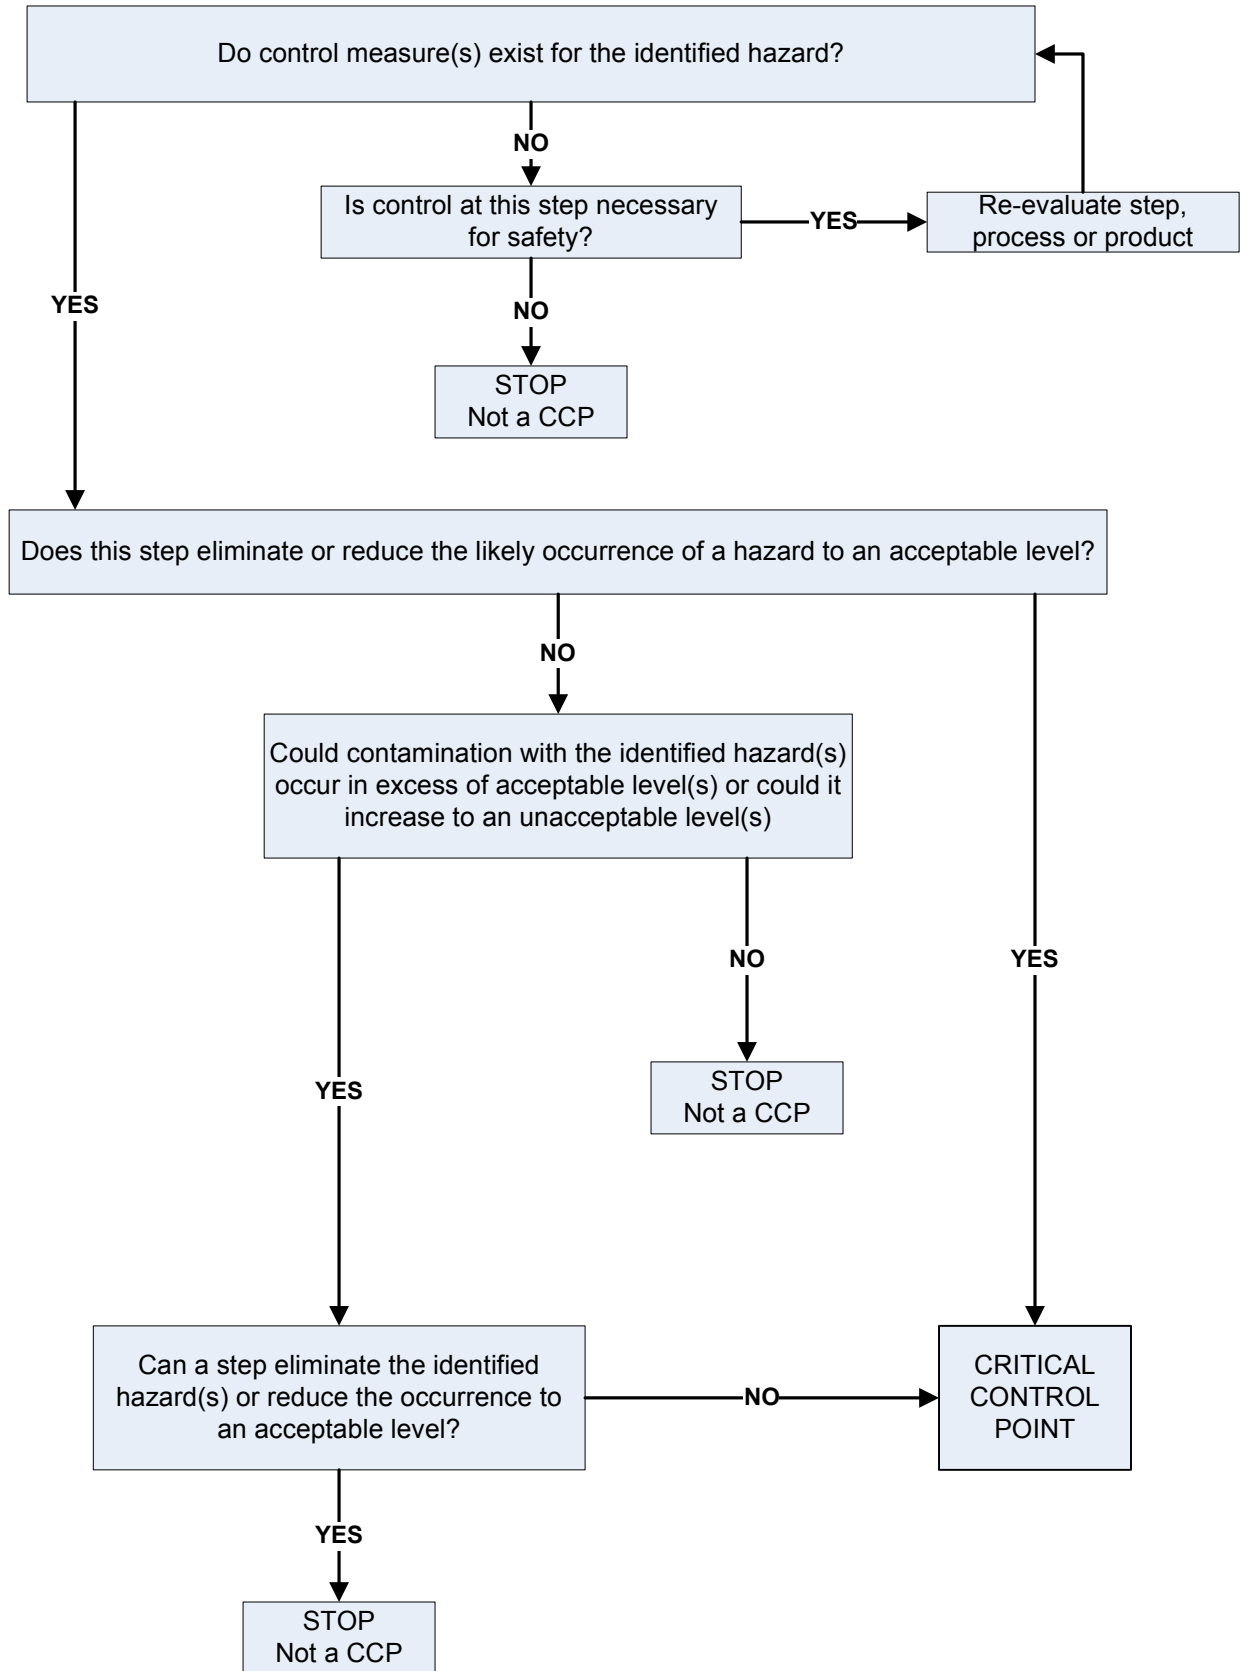 Do control measure(s) exist for the identified hazard?
NO
Is control at this step necessary
for safety?
YES
Re-evaluate step,
process or product
YES
NO
STOP
Not a CCP
Does this step eliminate or reduce the likely occurrence of a hazard to an acceptable level?
NO
Could contamination with the identified hazard(s)
occur in excess of acceptable level(s) or could it
increase to an unacceptable level(s)
NO
YES
YES
STOP
Not a CCP
Can a step eliminate the identified
hazard(s) or reduce the occurrence to
an acceptable level?
NO
CRITICAL
CONTROL
POINT
YES
STOP
Not a CCP